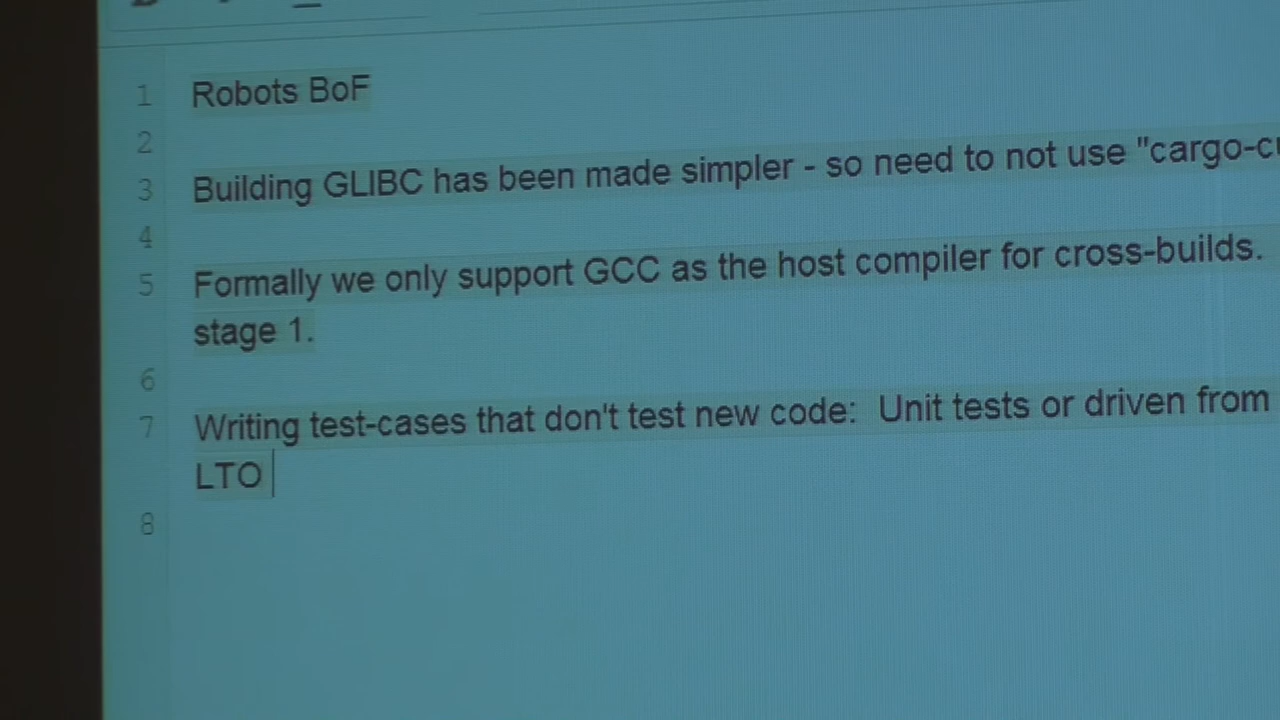 1 Robots BoF
2
3 Building GLIBC has been made simpler - so need to not use
4
5 Formally we only support GCC as the host compiler for cross-builds.
stage 1.
6
7 Writing test-cases that don't test new code: Unit tests or driven from
LTO
8